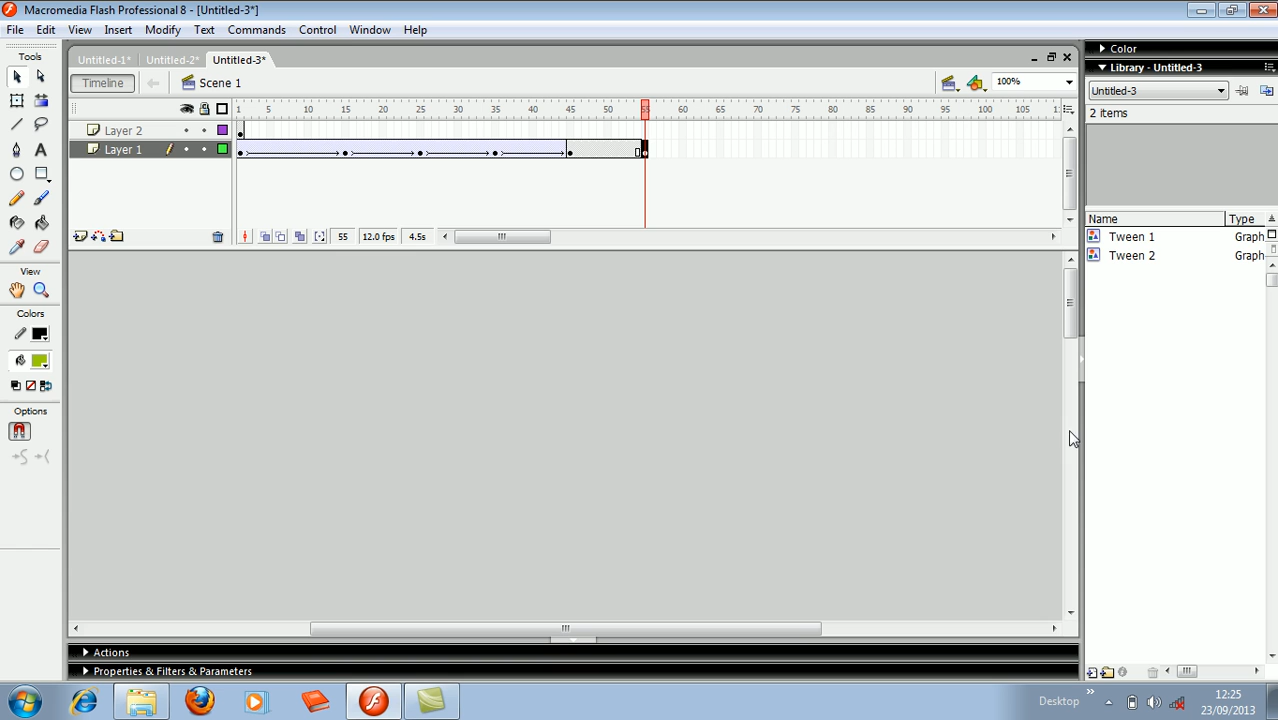 Macromedia Flash Professional 8 - [Untitled-3*]
File Edit View Insert Modify Text Commands Control Window Help
Tools
Untitled-1* Untitled-2* Untitled-3*
Timeline Scene 1 100%
1 5 10 15 20 25 30 35 40 45 50 55 60 65 70 75 80 85 90 95 100 105
Layer 2
Layer 1
55 12.0 fps 4.5s
View
Colors
Options
Color
Library - Untitled-3
Untitled-3
2 items
Name Type
Tween 1 Graph
Tween 2 Graph
Actions
Properties & Filters & Parameters
Desktop
12:25
23/09/2013